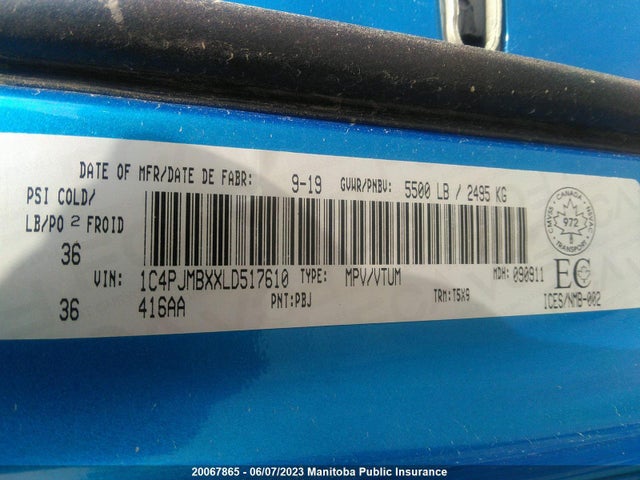 DATE OF MFR/DATE DE FABR: 9-19 GVWR/PNBV: 5500 LB / 2495 KG
PSI COLD/
LB/PO 2 FROID
36
VIN: 1C4PJMBXXLD517610 TYPE: MPV/VTUM MDH: 090911
36 416AA PNT: PBJ TRM: T5X9
CANADA
972
TRANSPORT
EC
ICES/NMB-002
20067865 - 06/07/2023 Manitoba Public Insurance